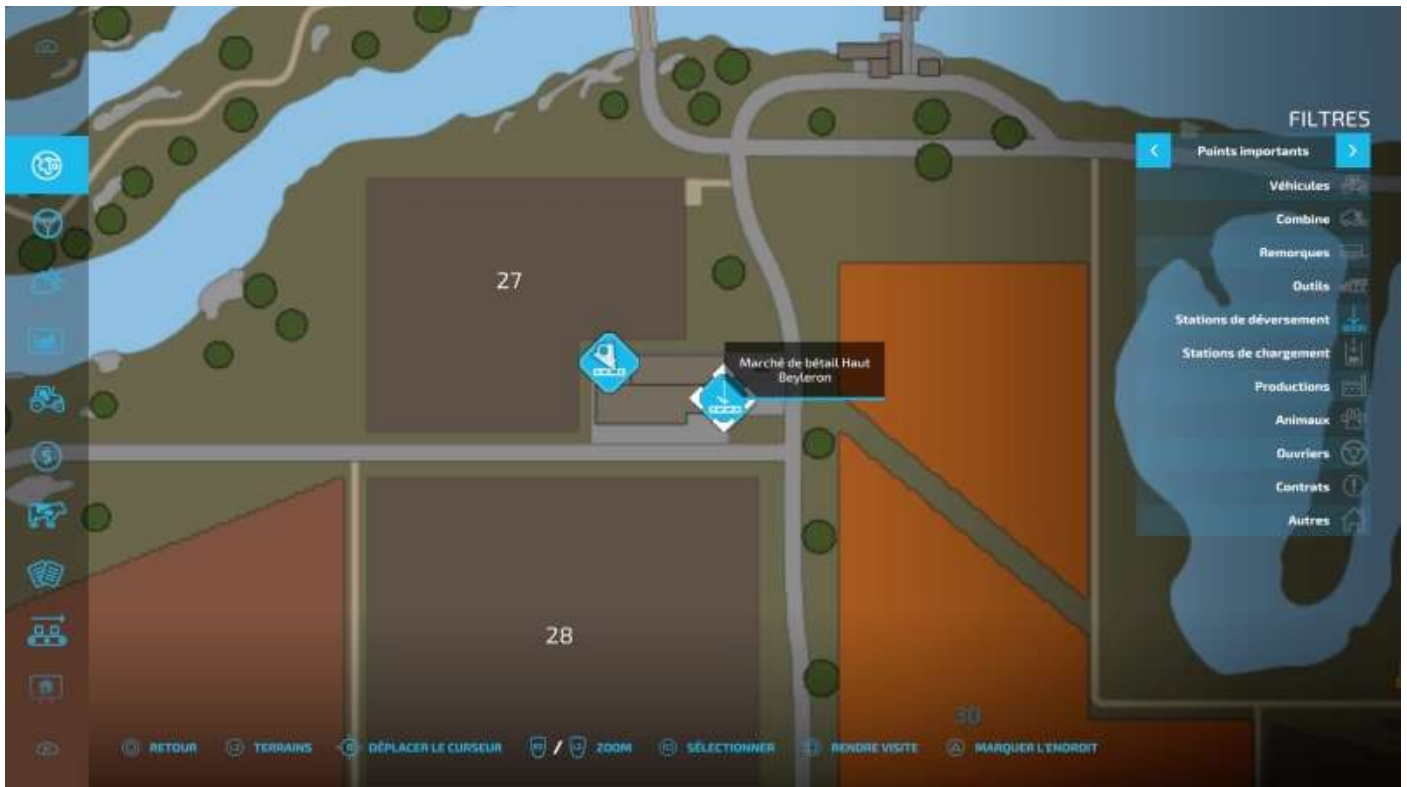 FILTRES
Points importants
Véhicules
Combine
Remorques
Outils
Stations de déversement
Stations de chargement
Productions
Animaux
Ouvriers
Contrats
Autres
27
Marché de bétail Haut
Beyleron
28
30
RETOUR
TERRAINS
DÉPLACER LE CURSEUR
/
ZOOM
SÉLECTIONNER
RENDRE VISITE
MARQUER L'ENDROIT